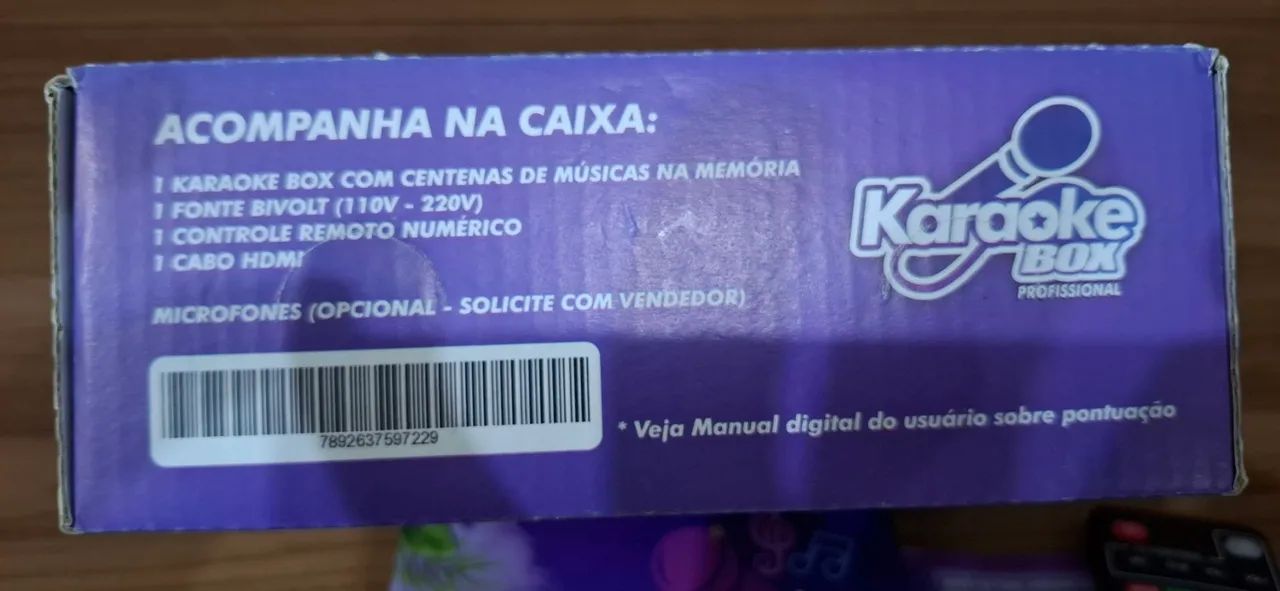 ACOMPANHA NA CAIXA:
1 KARAOKE BOX COM CENTENAS DE MÚSICAS NA MEMÓRIA
1 FONTE BIVOLT (110V - 220V)
1 CONTROLE REMOTO NUMÉRICO
1 CABO HDMI
MICROFONES (OPCIONAL - SOLICITE COM VENDEDOR)
7892637597229
Karaoke
BOX
PROFISSIONAL
* Veja Manual digital do usuário sobre pontuação